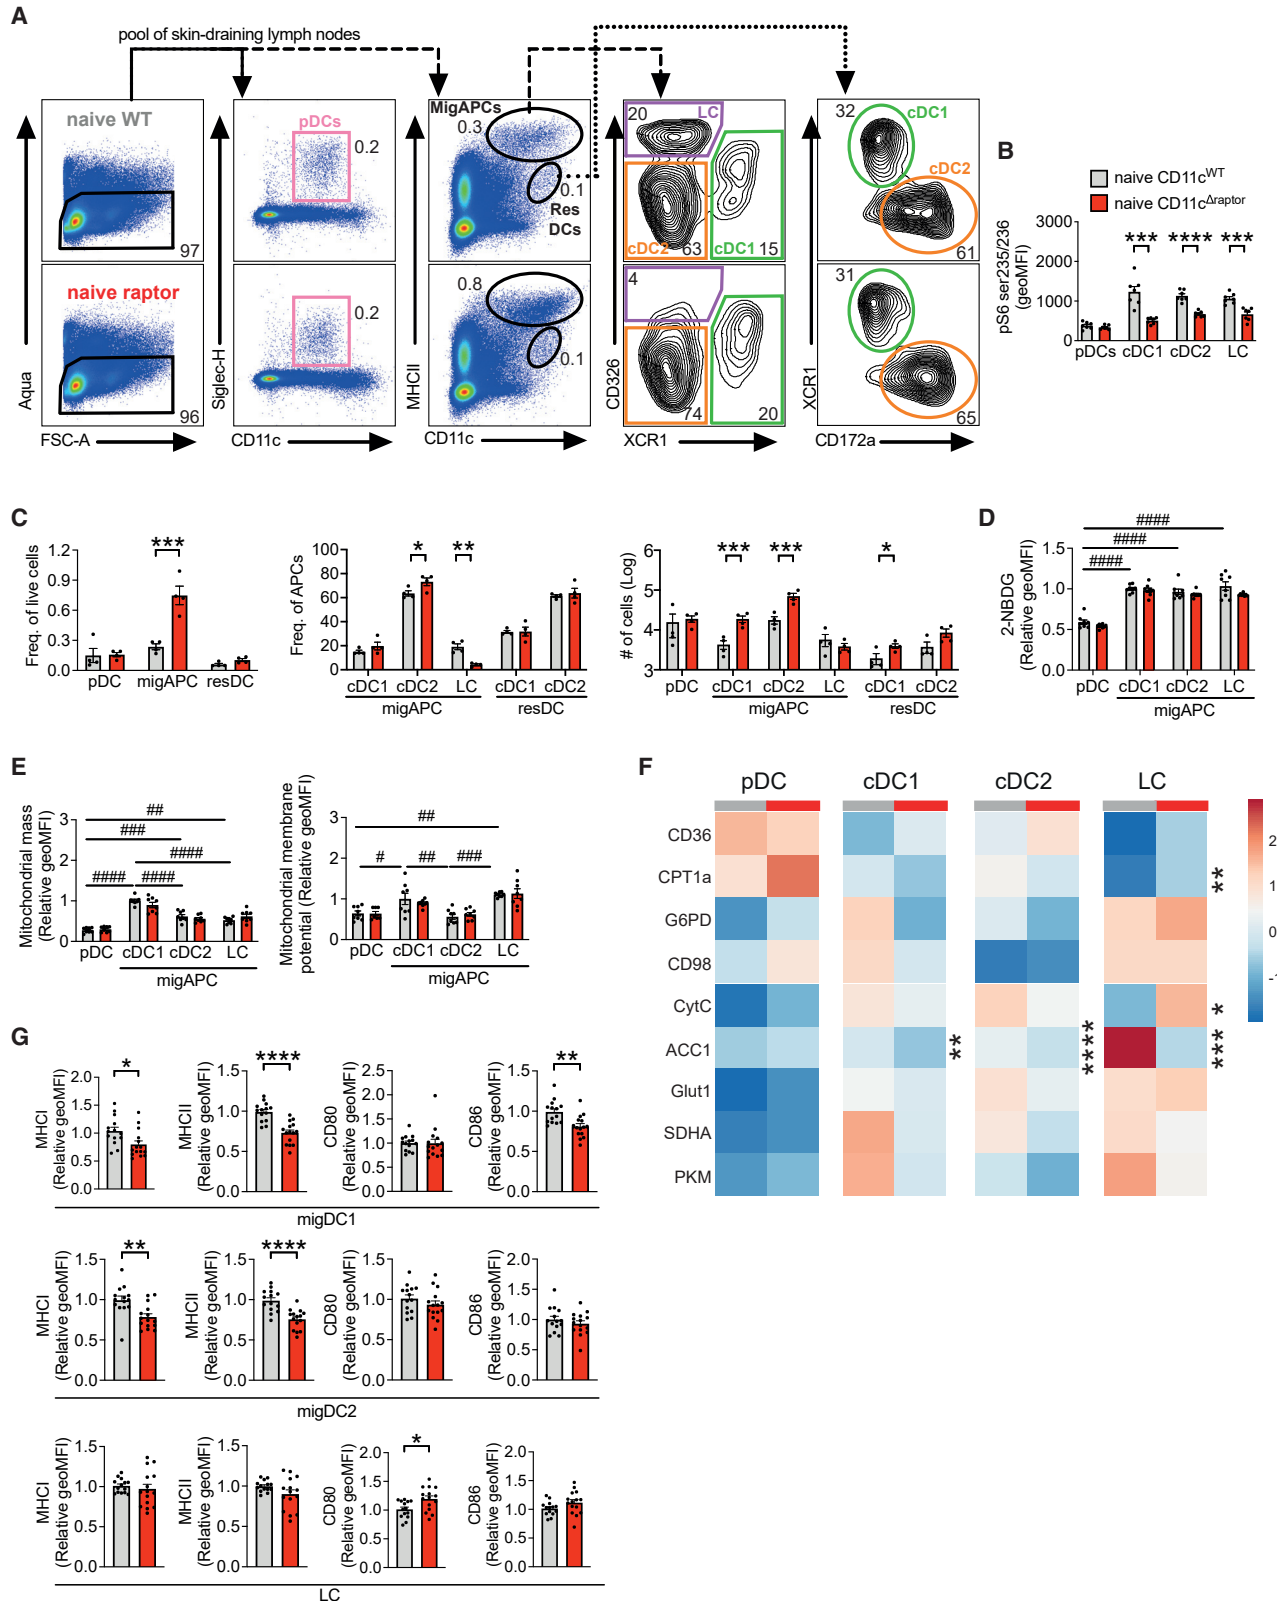 A
pool of skin-draining lymph nodes
naive WT
97
naive raptor
96
Aqua
FSC-A
pDCs
0.2
0.2
Siglec-H
CD11c
MigAPCs
0.3
0.1
Res
DCs
0.8
0.1
MHCII
CD11c
20
LC
cDC2
63
cDC1
15
4
74
20
CD326
XCR1
32
cDC1
cDC2
61
31
65
XCR1
CD172a
B
naive CD11cWT
naive CD11cΔraptor
pS6 ser235/236
(geoMFI)
3000
2000
1000
0
*** **** ***
pDCs cDC1 cDC2 LC
C
Freq. of live cells
1.2
0.9
0.6
0.3
0.0
***
pDC migAPC resDC
Freq. of APCs
100
80
60
40
20
0
* **
cDC1 cDC2 LC cDC1 cDC2
migAPC resDC
# of cells (Log)
6
5
4
3
*** *** *
pDC cDC1 cDC2 LC cDC1 cDC2
migAPC resDC
D
2-NBDG
(Relative geoMFI)
1.5
1.0
0.5
0.0
####
####
####
pDC cDC1 cDC2 LC
migAPC
E
Mitochondrial mass
(Relative geoMFI)
3
2
1
0
##
###
####
#### ####
pDC cDC1 cDC2 LC
migAPC
Mitochondrial membrane
potential (Relative geoMFI)
3
2
1
0
##
# ## ###
pDC cDC1 cDC2 LC
migAPC
F
pDC cDC1 cDC2 LC
CD36
CPT1a **
G6PD
CD98
CytC *
ACC1 ** **** ***
Glut1
SDHA
PKM
2
1
0
-1
G
MHCI
(Relative geoMFI)
2.0
1.5
1.0
0.5
0.0
*
MHCII
(Relative geoMFI)
1.5
1.0
0.5
0.0
****
CD80
(Relative geoMFI)
2.5
2.0
1.5
1.0
0.5
0.0
CD86
(Relative geoMFI)
1.5
1.0
0.5
0.0
**
migDC1
MHCI
(Relative geoMFI)
1.5
1.0
0.5
0.0
**
MHCII
(Relative geoMFI)
1.5
1.0
0.5
0.0
****
CD80
(Relative geoMFI)
1.5
1.0
0.5
0.0
CD86
(Relative geoMFI)
2.0
1.5
1.0
0.5
0.0
migDC2
MHCI
(Relative geoMFI)
1.5
1.0
0.5
0.0
MHCII
(Relative geoMFI)
1.5
1.0
0.5
0.0
CD80
(Relative geoMFI)
2.0
1.5
1.0
0.5
0.0
*
CD86
(Relative geoMFI)
2.0
1.5
1.0
0.5
0.0
LC